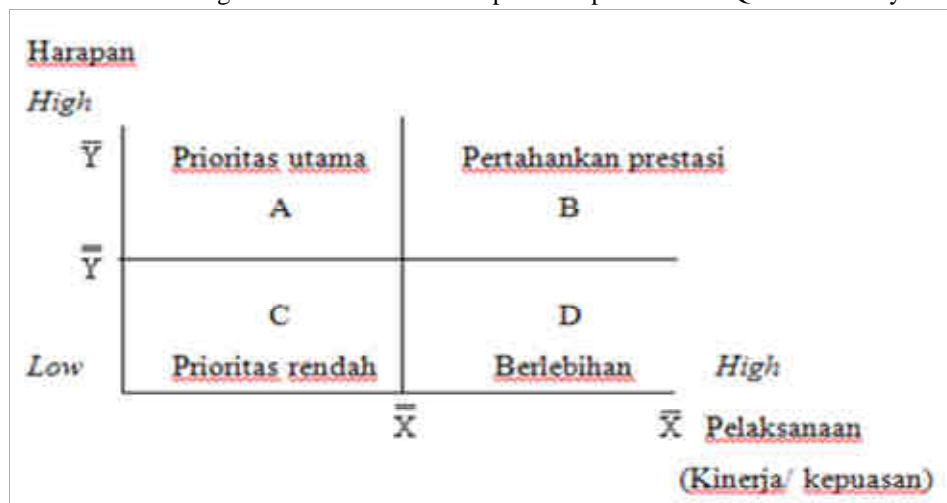 Harapan
High
Y̅ Prioritas utama Pertahankan prestasi
A B
Y̿
C D
Low Prioritas rendah Berlebihan High
X̿ X̅ Pelaksanaan
(Kinerja/ kepuasan)